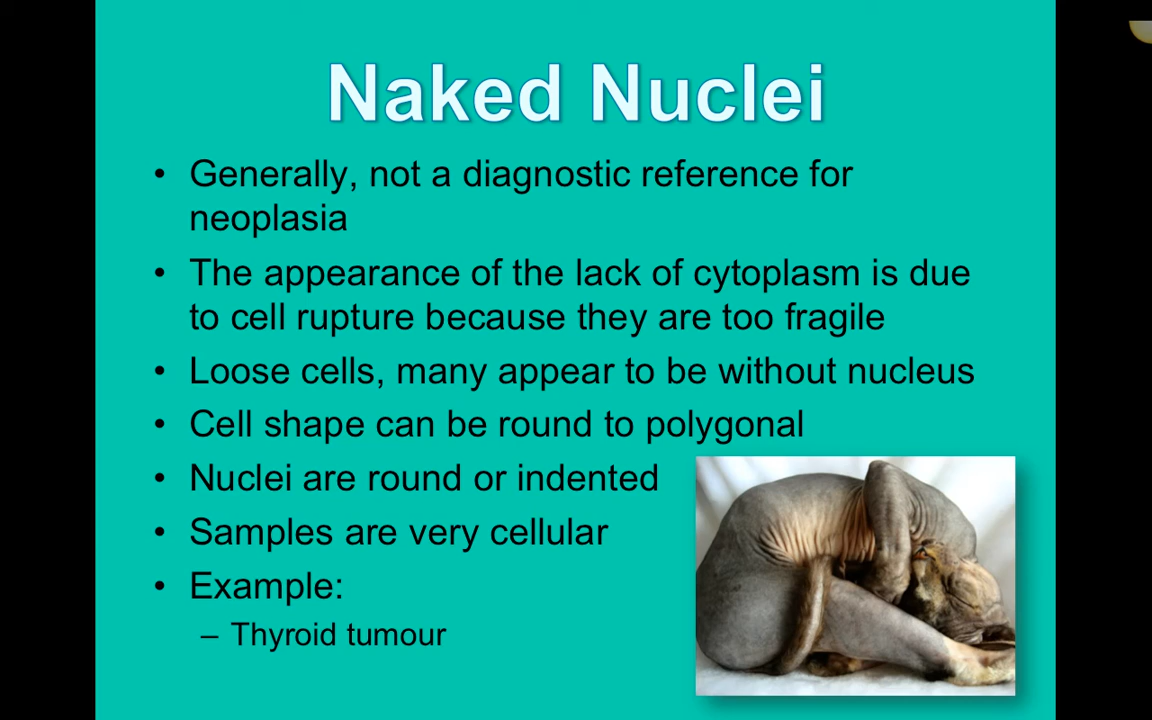 Naked Nuclei
• Generally, not a diagnostic reference for
neoplasia
• The appearance of the lack of cytoplasm is due
to cell rupture because they are too fragile
• Loose cells, many appear to be without nucleus
• Cell shape can be round to polygonal
• Nuclei are round or indented
• Samples are very cellular
• Example:
– Thyroid tumour